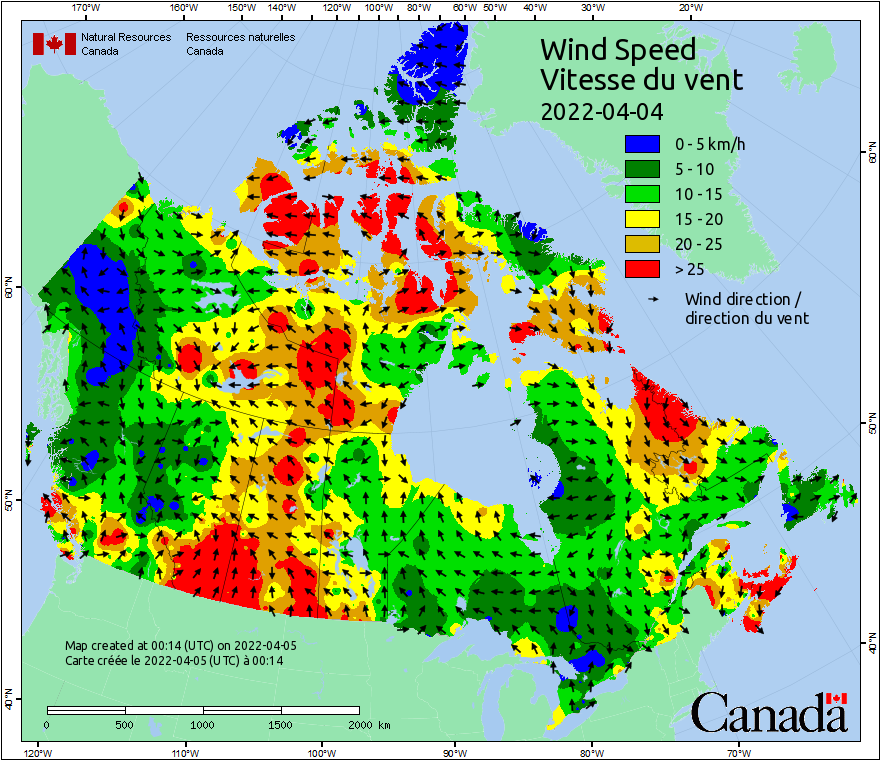 170°W 160°W 150°W 140°W 120°W 110°W 100°W 90°W 80°W 60°W 50°W 40°W 30°W 20°W
Natural Resources Canada
Ressources naturelles Canada
Wind Speed
Vitesse du vent
2022-04-04
0 - 5 km/h
5 - 10
10 - 15
15 - 20
20 - 25
> 25
Wind direction /
direction du vent
60°N
60°N
50°N
50°N
40°N
40°N
Map created at 00:14 (UTC) on 2022-04-05
Carte créée le 2022-04-05 (UTC) à 00:14
0 500 1000 1500 2000 km
Canada
120°W 110°W 100°W 90°W 80°W 70°W